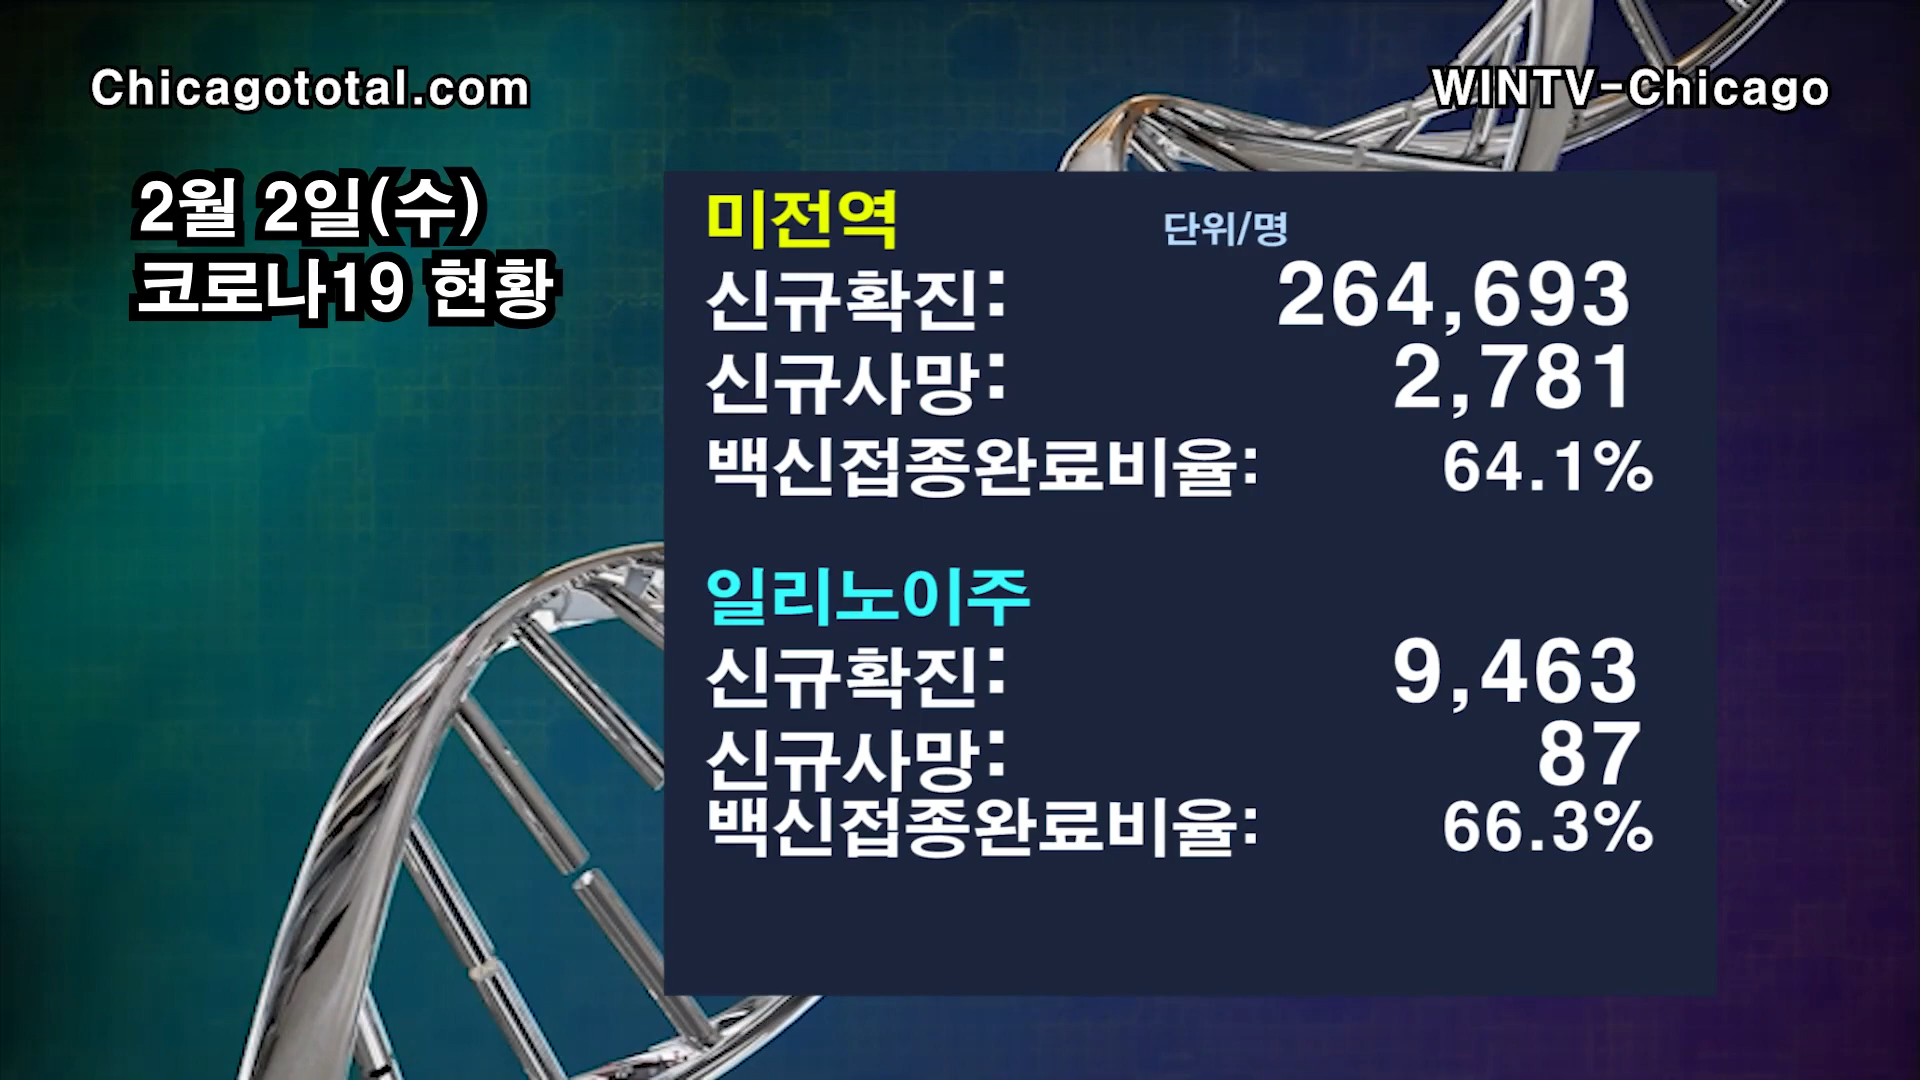 Chicagototal.com
WINTV-Chicago
2월 2일(수)
코로나19 현황
미전역 단위/명
신규확진: 264,693
신규사망: 2,781
백신접종완료비율: 64.1%
일리노이주
신규확진: 9,463
신규사망: 87
백신접종완료비율: 66.3%